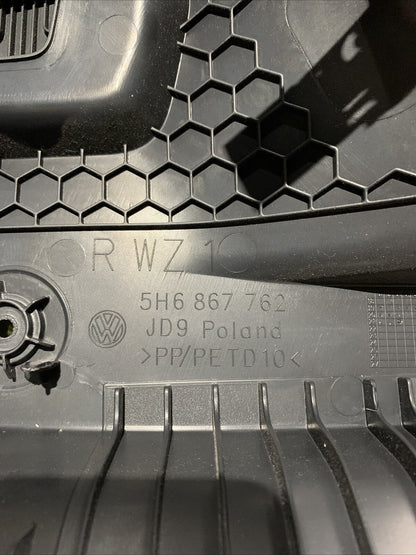 R WZ 1
5H6 867 762
JD9 Poland
>PP/PETD10<